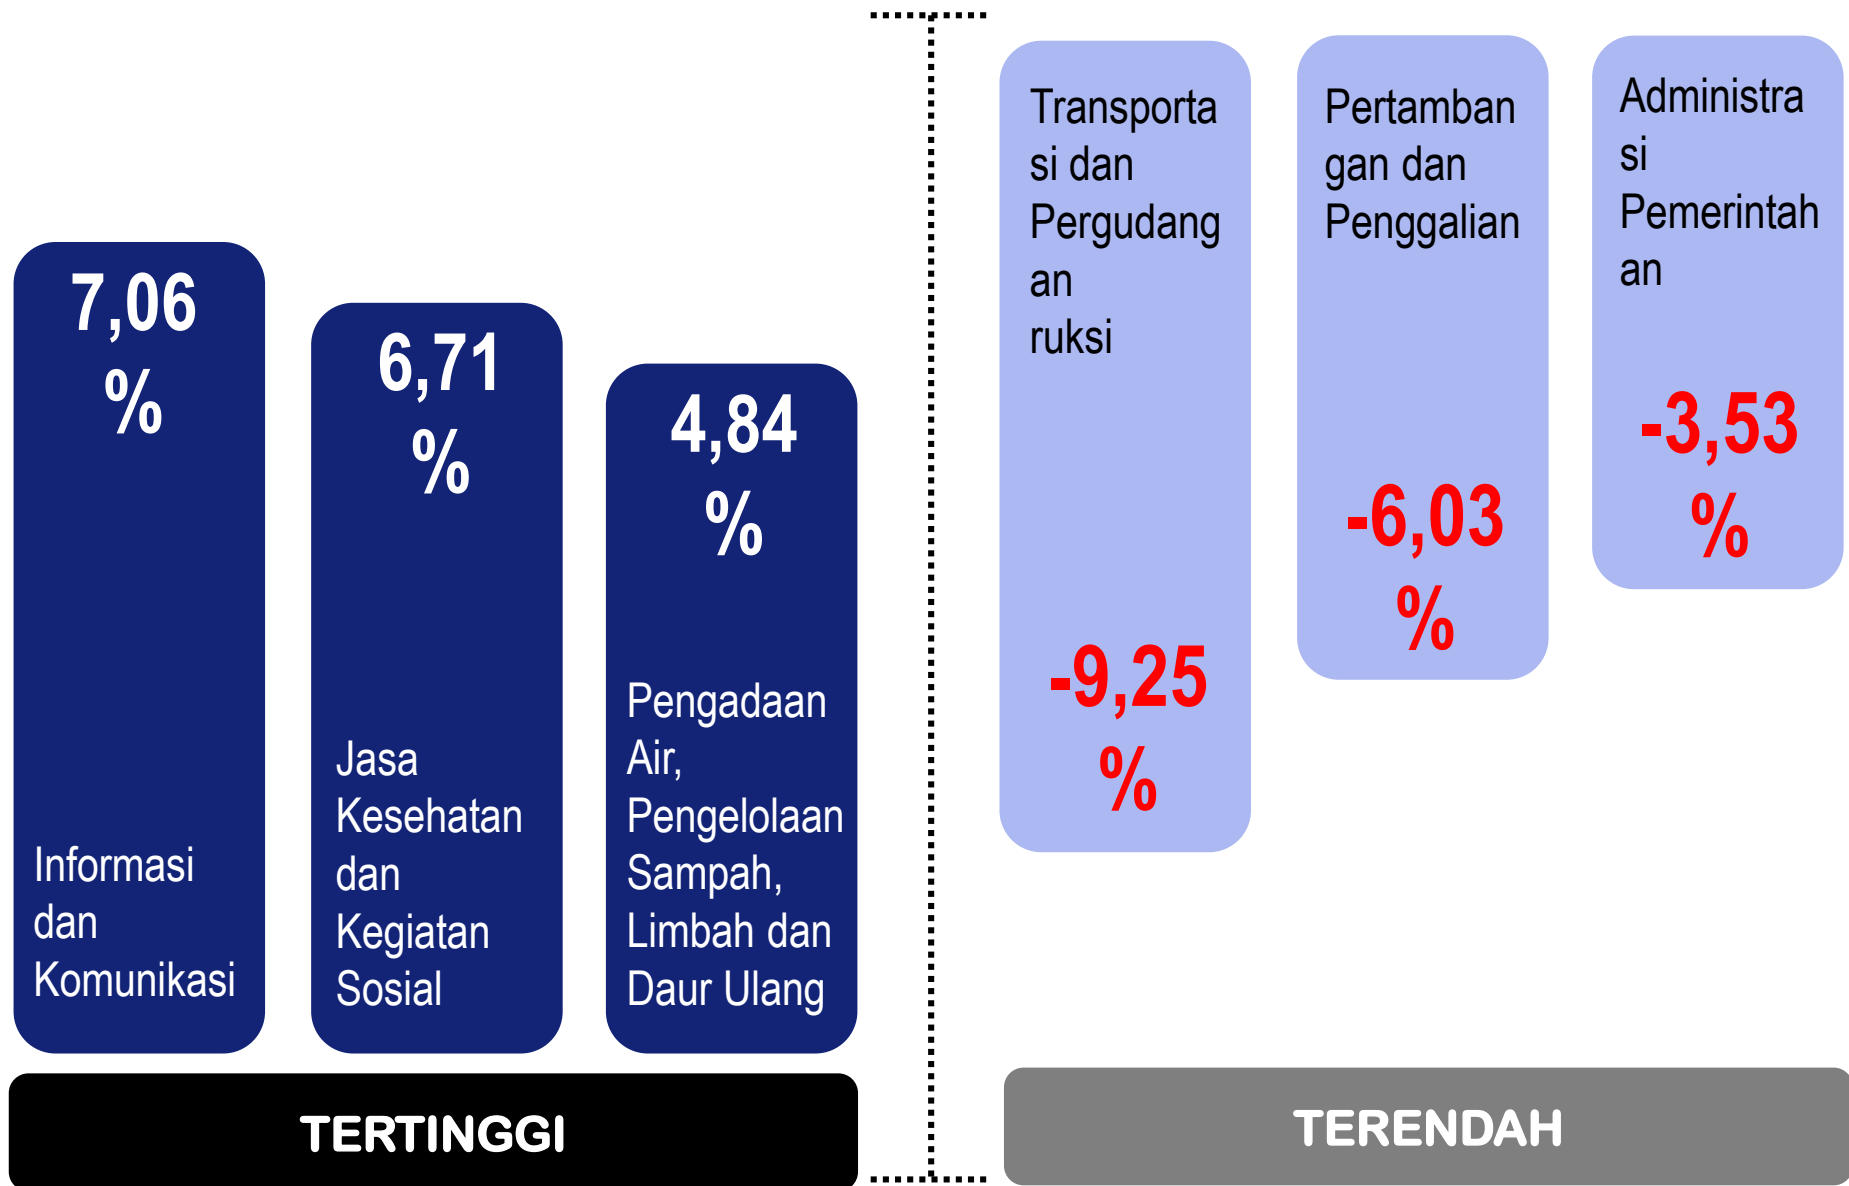 7,06
%
Informasi
dan
Komunikasi
6,71
%
Jasa
Kesehatan
dan
Kegiatan
Sosial
4,84
%
Pengadaan
Air,
Pengelolaan
Sampah,
Limbah dan
Daur Ulang
TERTINGGI
Transporta
si dan
Pergudang
an
ruksi
-9,25
%
Pertamban
gan dan
Penggalian
-6,03
%
Administra
si
Pemerintah
an
-3,53
%
TERENDAH